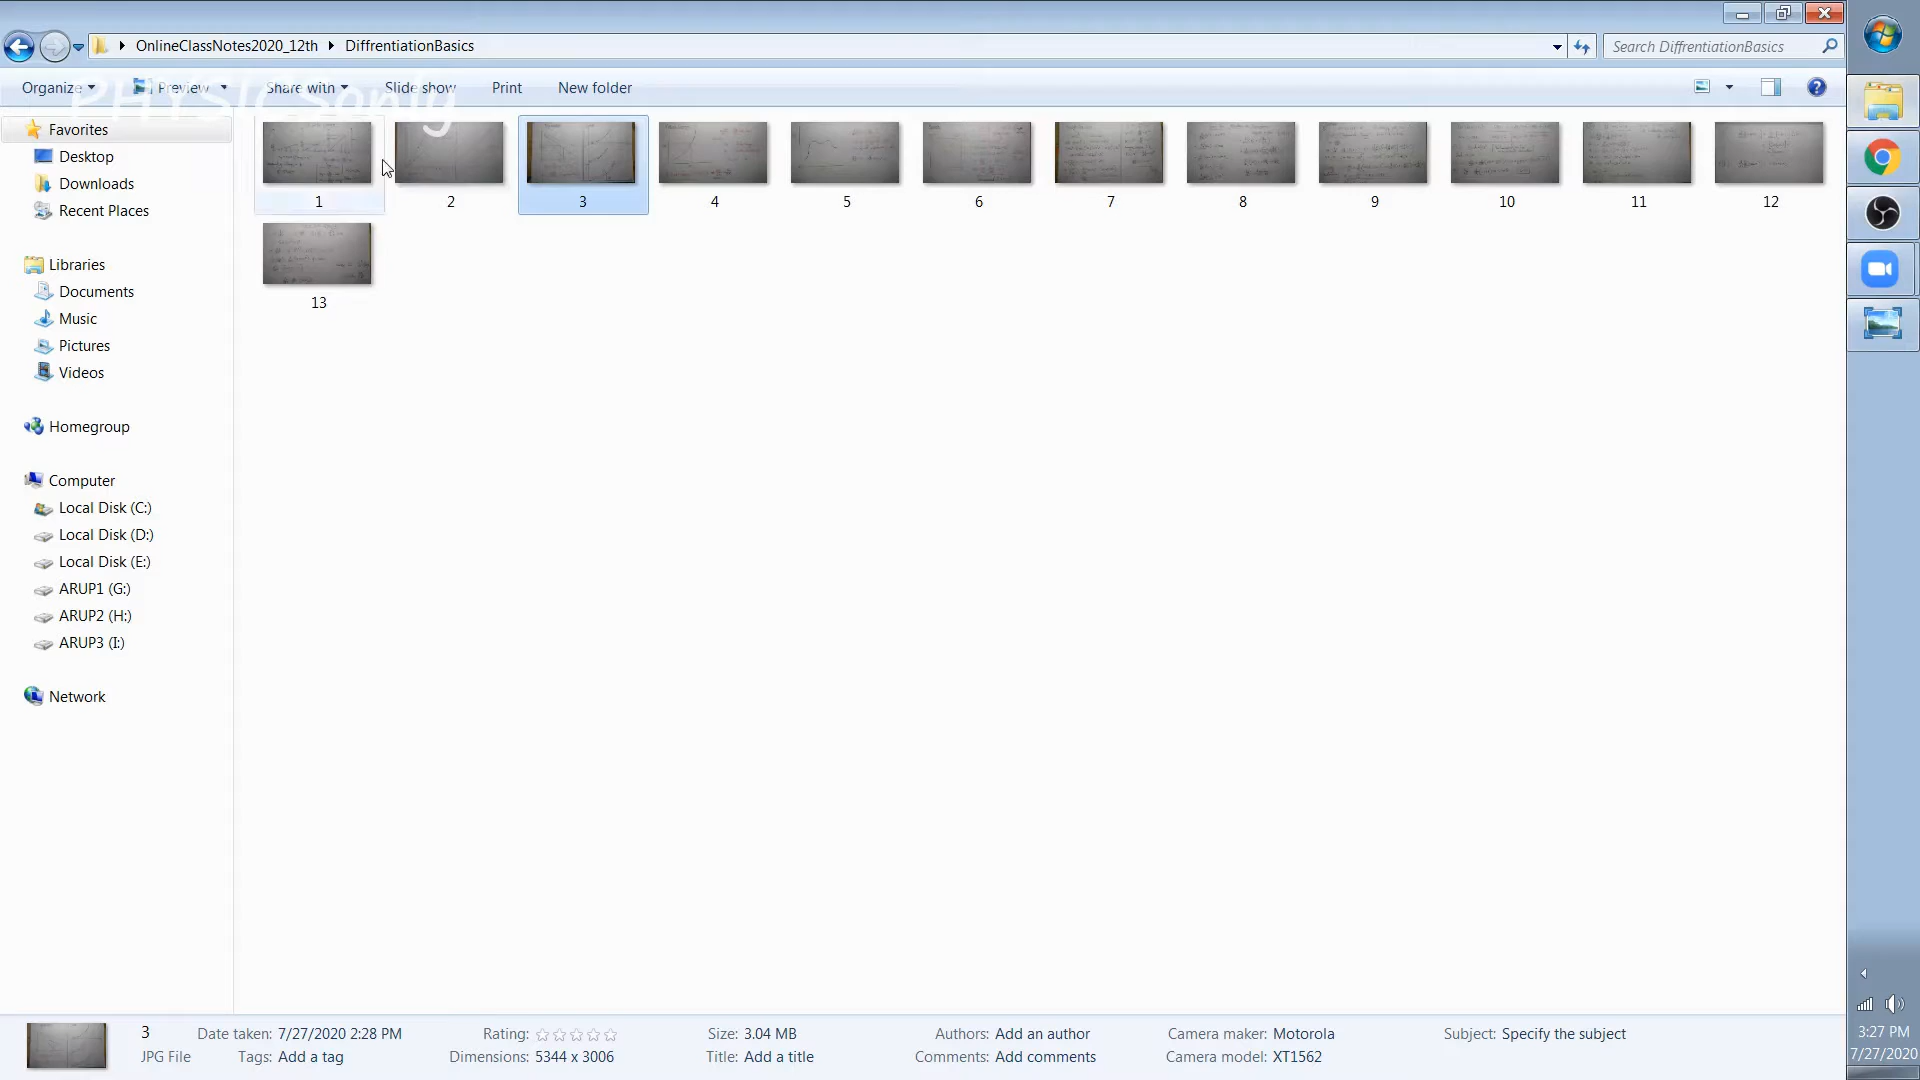 OnlineClassNotes2020_12th DiffrentiationBasics
Search DiffrentiationBasics
Organize Preview Share with Slide show Print New folder
PHYSICSonly
Favorites
Desktop
Downloads
Recent Places
Libraries
Documents
Music
Pictures
Videos
Homegroup
Computer
Local Disk (C:)
Local Disk (D:)
Local Disk (E:)
ARUP1 (G:)
ARUP2 (H:)
ARUP3 (I:)
Network
1 2 3 4 5 6 7 8 9 10 11 12
13
3 Date taken: 7/27/2020 2:28 PM Rating: Size: 3.04 MB Authors: Add an author Camera maker: Motorola Subject: Specify the subject
JPG File Tags: Add a tag Dimensions: 5344 x 3006 Title: Add a title Comments: Add comments Camera model: XT1562
3:27 PM
7/27/2020